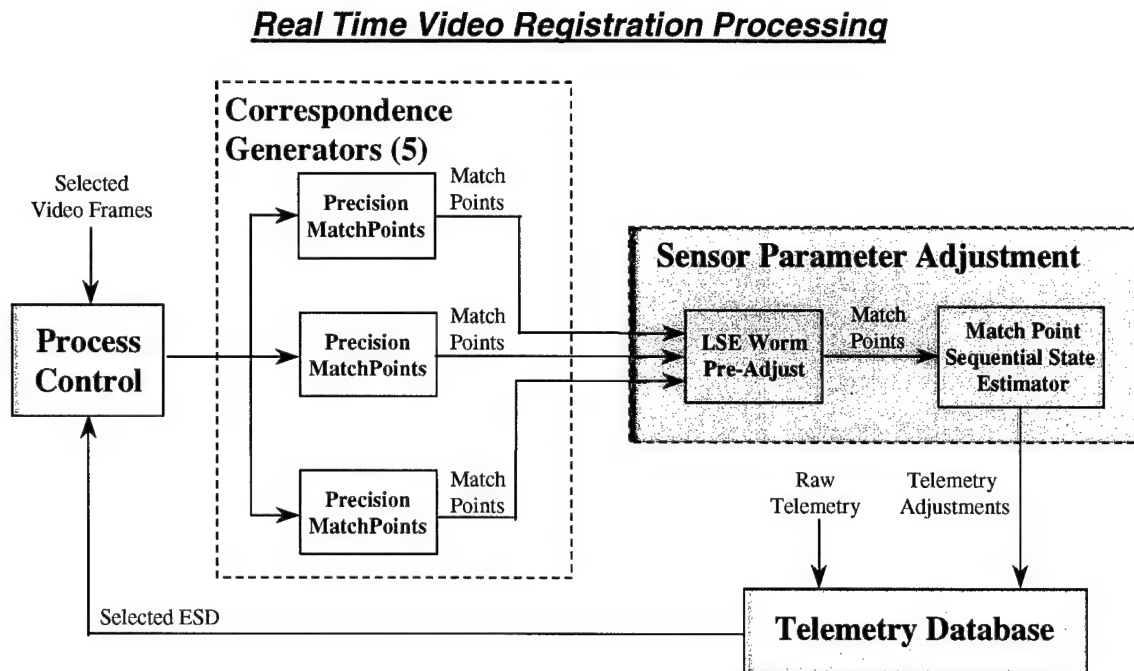 Real Time Video Registration Processing
Correspondence
Generators (5)
Selected
Video Frames
Process
Control
Precision
MatchPoints
Match
Points
Precision
MatchPoints
Match
Points
Precision
MatchPoints
Match
Points
Sensor Parameter Adjustment
LSE Worm
Pre-Adjust
Match
Points
Match Point
Sequential State
Estimator
Raw
Telemetry
Telemetry
Adjustments
Selected ESD
Telemetry Database